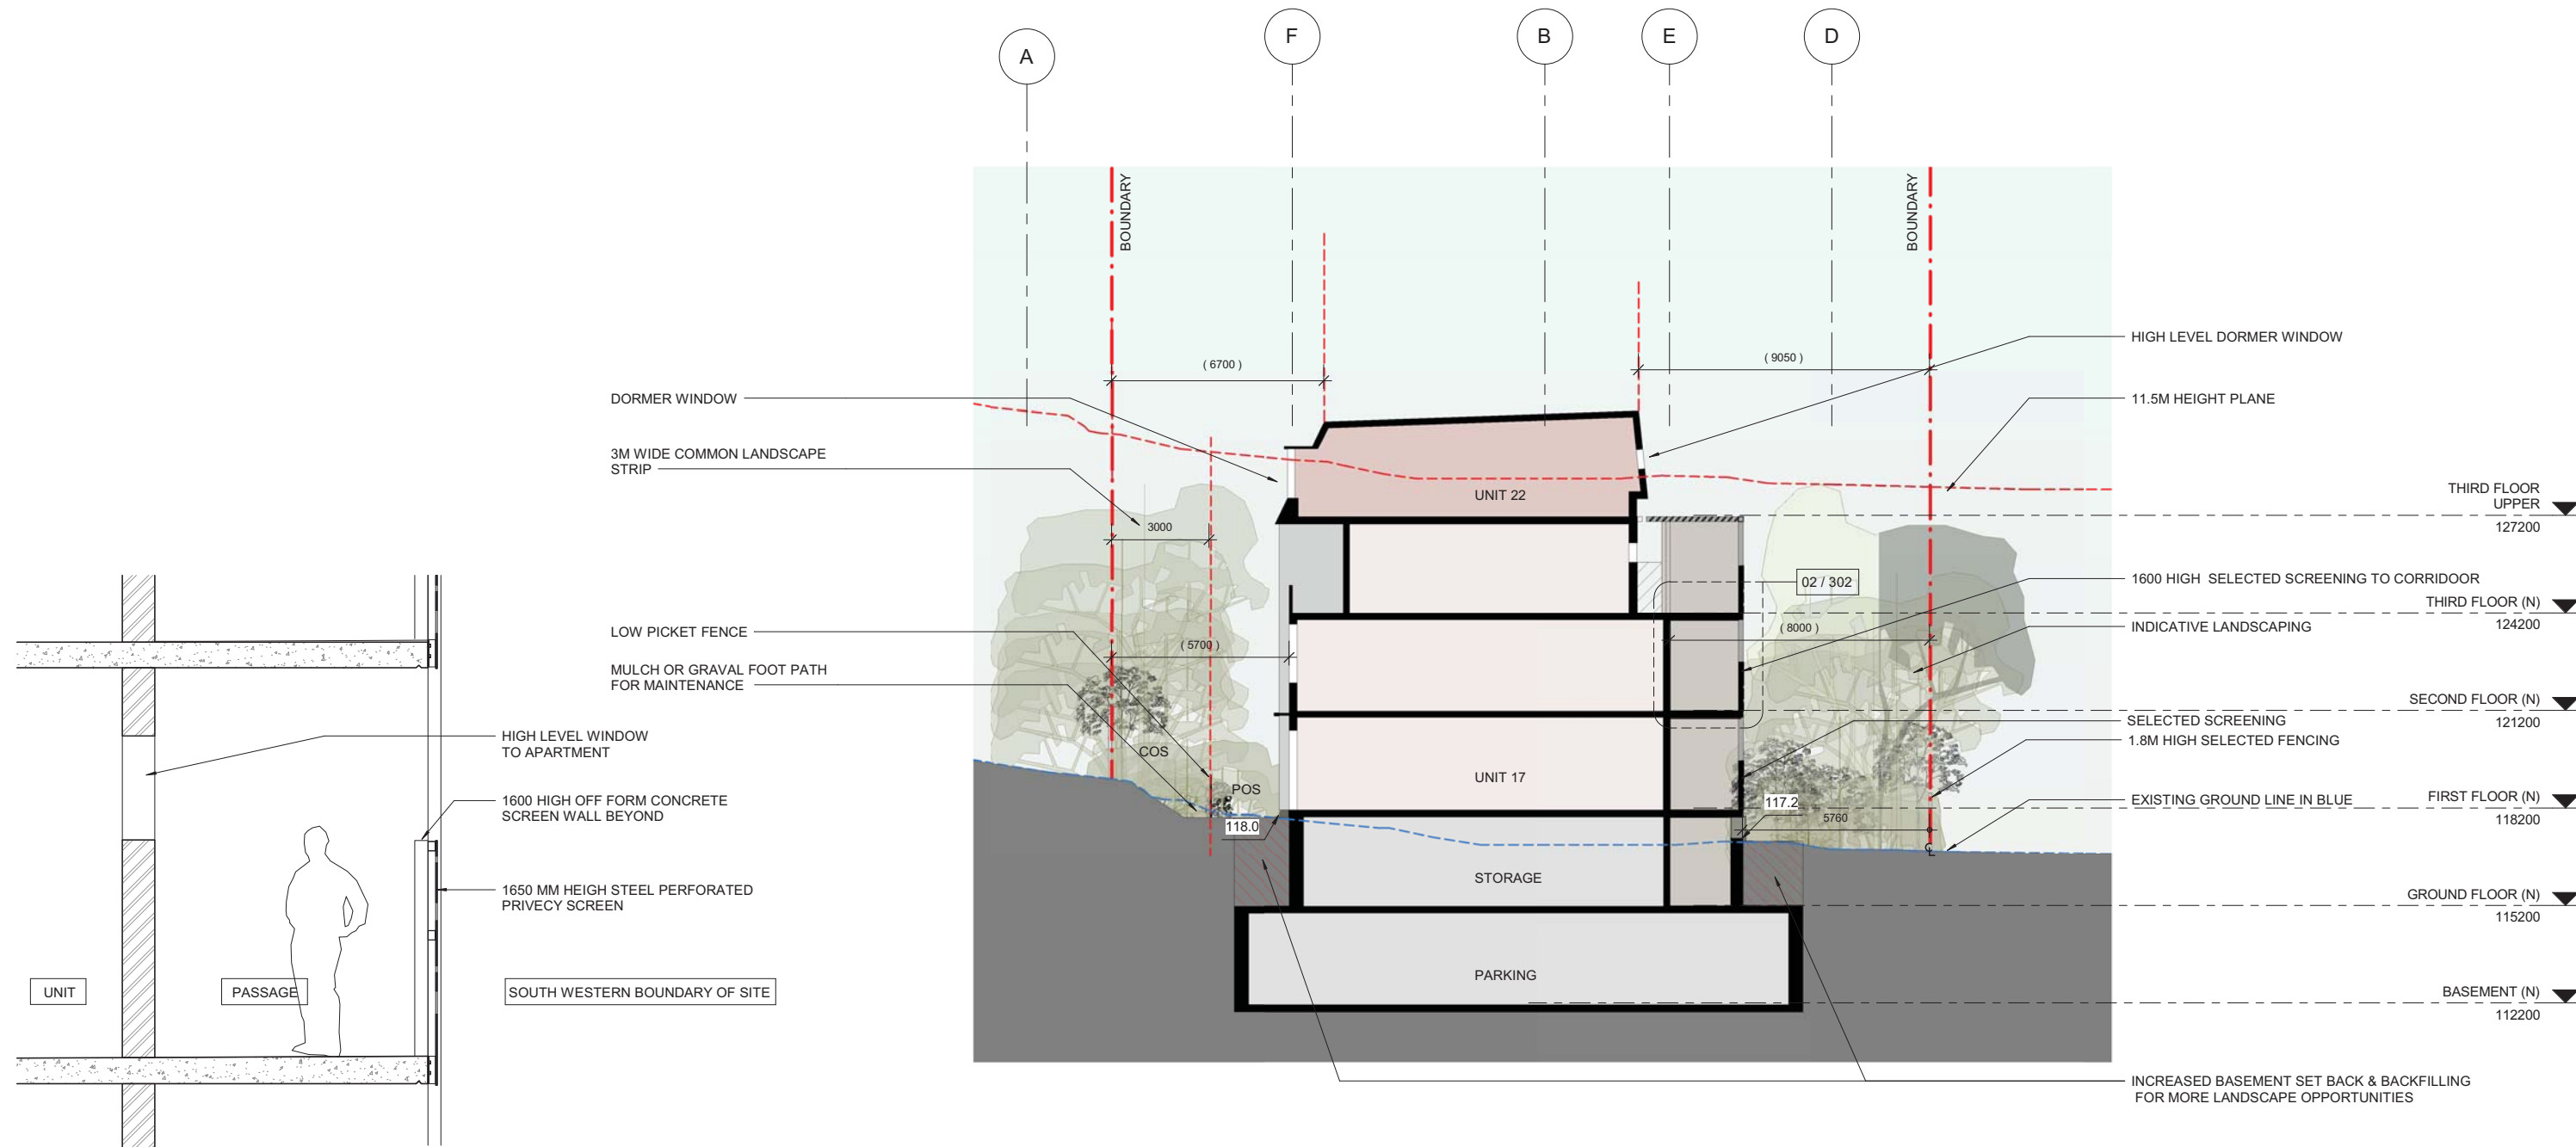 A
F
B
E
D
BOUNDARY
BOUNDARY
( 6700 )
( 9050 )
HIGH LEVEL DORMER WINDOW
DORMER WINDOW
11.5M HEIGHT PLANE
3M WIDE COMMON LANDSCAPE
STRIP
UNIT 22
THIRD FLOOR
UPPER
127200
3000
02 / 302
1600 HIGH SELECTED SCREENING TO CORRIDOOR
THIRD FLOOR (N)
124200
LOW PICKET FENCE
( 5700 )
( 8000 )
INDICATIVE LANDSCAPING
MULCH OR GRAVAL FOOT PATH
FOR MAINTENANCE
SECOND FLOOR (N)
121200
SELECTED SCREENING
1.8M HIGH SELECTED FENCING
HIGH LEVEL WINDOW
TO APARTMENT
COS
POS
UNIT 17
1600 HIGH OFF FORM CONCRETE
SCREEN WALL BEYOND
117.2
EXISTING GROUND LINE IN BLUE
FIRST FLOOR (N)
118200
118.0
5760
STORAGE
1650 MM HEIGH STEEL PERFORATED
PRIVECY SCREEN
GROUND FLOOR (N)
115200
PARKING
UNIT
PASSAGE
SOUTH WESTERN BOUNDARY OF SITE
BASEMENT (N)
112200
INCREASED BASEMENT SET BACK & BACKFILLING
FOR MORE LANDSCAPE OPPORTUNITIES